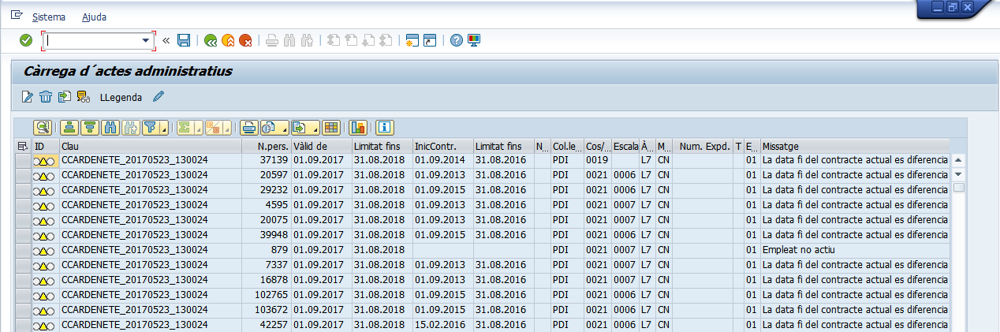 Sistema Ajuda
Càrrega d´actes administratius
LLegenda
ID Clau N.pers. Vàlid de Limitat fins InicContr. Limitat fins N... Col.le... Cos/... Escala À... M... Num. Expd. T E... Missatge
CCARDENETE_20170523_130024 37139 01.09.2017 31.08.2018 01.09.2014 31.08.2016 PDI 0019 L7 CN 01 La data fi del contracte actual es diferencia
CCARDENETE_20170523_130024 20597 01.09.2017 31.08.2018 01.09.2013 31.08.2016 PDI 0021 0006 L7 CN 01 La data fi del contracte actual es diferencia
CCARDENETE_20170523_130024 29232 01.09.2017 31.08.2018 01.09.2015 31.08.2016 PDI 0021 0006 L7 CN 01 La data fi del contracte actual es diferencia
CCARDENETE_20170523_130024 4595 01.09.2017 31.08.2018 01.09.2013 31.08.2016 PDI 0021 0007 L7 CN 01 La data fi del contracte actual es diferencia
CCARDENETE_20170523_130024 20075 01.09.2017 31.08.2018 01.09.2013 31.08.2016 PDI 0021 0007 L7 CN 01 La data fi del contracte actual es diferencia
CCARDENETE_20170523_130024 39948 01.09.2017 31.08.2018 01.09.2015 31.08.2016 PDI 0021 0006 L7 CN 01 La data fi del contracte actual es diferencia
CCARDENETE_20170523_130024 879 01.09.2017 31.08.2018 PDI 0021 0007 L7 CN 01 Empleat no actiu
CCARDENETE_20170523_130024 7337 01.09.2017 31.08.2018 01.09.2013 31.08.2016 PDI 0021 0007 L7 CN 01 La data fi del contracte actual es diferencia
CCARDENETE_20170523_130024 16878 01.09.2017 31.08.2018 01.09.2013 31.08.2016 PDI 0021 0007 L7 CN 01 La data fi del contracte actual es diferencia
CCARDENETE_20170523_130024 102765 01.09.2017 31.08.2018 01.09.2015 31.08.2016 PDI 0021 0006 L7 CN 01 La data fi del contracte actual es diferencia
CCARDENETE_20170523_130024 103672 01.09.2017 31.08.2018 01.09.2015 31.08.2016 PDI 0021 0006 L7 CN 01 La data fi del contracte actual es diferencia
CCARDENETE_20170523_130024 42257 01.09.2017 31.08.2018 15.02.2016 31.08.2016 PDI 0021 0006 L7 CN 01 La data fi del contracte actual es diferencia